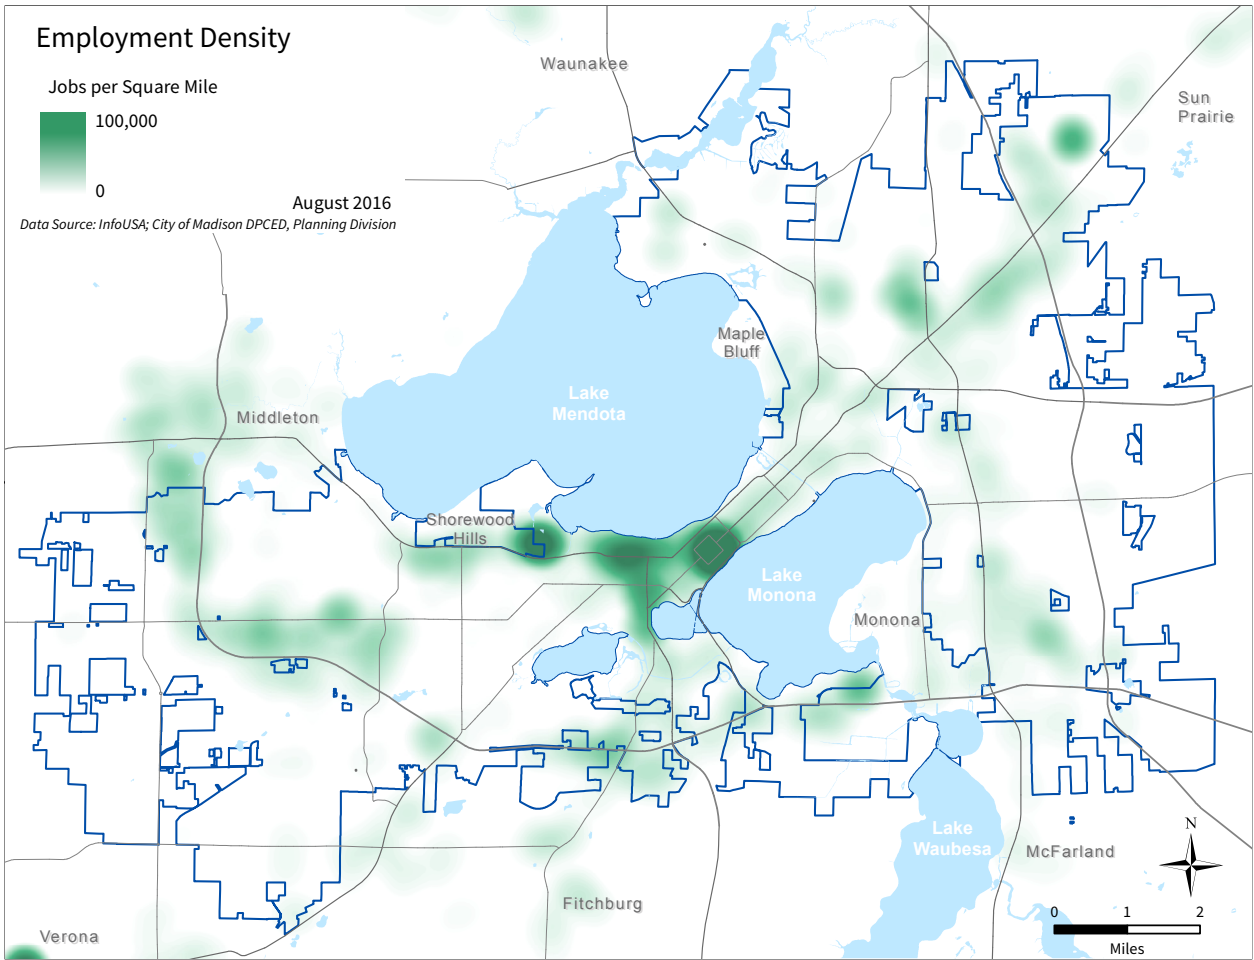 Employment Density
Jobs per Square Mile
100,000
0
August 2016
Data Source: InfoUSA; City of Madison DPCED, Planning Division
Waunakee
Sun
Prairie
Maple
Bluff
Lake
Mendota
Middleton
Shorewood
Hills
Lake
Monona
Monona
Lake
Waubesa
McFarland
Fitchburg
Verona
N
0 1 2
Miles